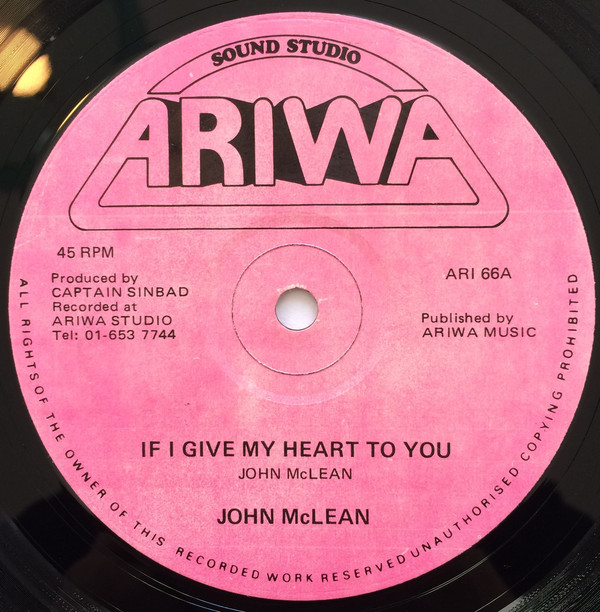 SOUND STUDIO
ARIWA
45 RPM
Produced by
CAPTAIN SINBAD
Recorded at
ARIWA STUDIO
Tel: 01-653 7744
ARI 66A
Published by
ARIWA MUSIC
IF I GIVE MY HEART TO YOU
JOHN McLEAN
JOHN McLEAN
ALL RIGHTS OF THE OWNER OF THIS RECORDED WORK RESERVED UNAUTHORISED COPYING PROHIBITED